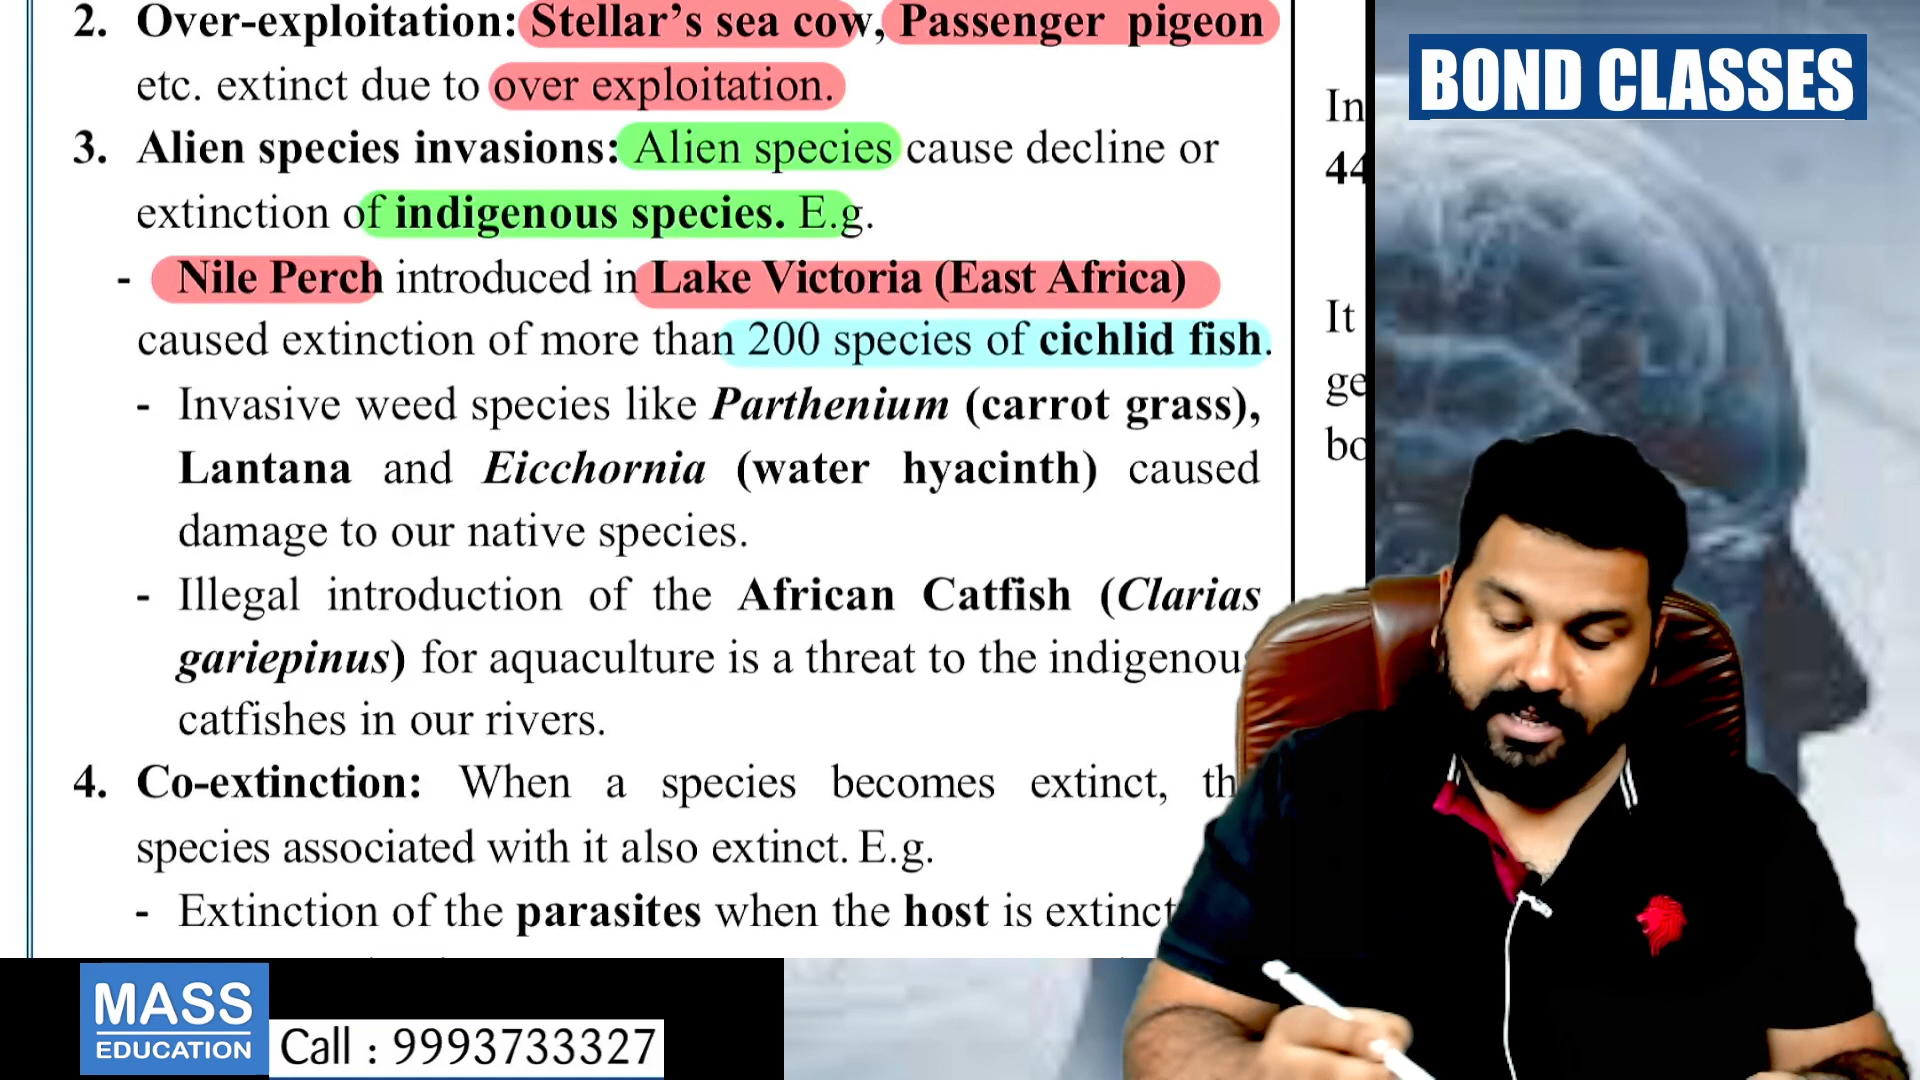 2. Over-exploitation: Stellar’s sea cow, Passenger pigeon
etc. extinct due to over exploitation.
3. Alien species invasions: Alien species cause decline or
extinction of indigenous species. E.g.
- Nile Perch introduced in Lake Victoria (East Africa)
caused extinction of more than 200 species of cichlid fish.
- Invasive weed species like Parthenium (carrot grass),
Lantana and Eicchornia (water hyacinth) caused
damage to our native species.
- Illegal introduction of the African Catfish (Clarias
gariepinus) for aquaculture is a threat to the indigenou
catfishes in our rivers.
4. Co-extinction: When a species becomes extinct, th
species associated with it also extinct. E.g.
- Extinction of the parasites when the host is extinct
In
44
It
ge
bo
BOND CLASSES
MASS
EDUCATION
Call : 9993733327